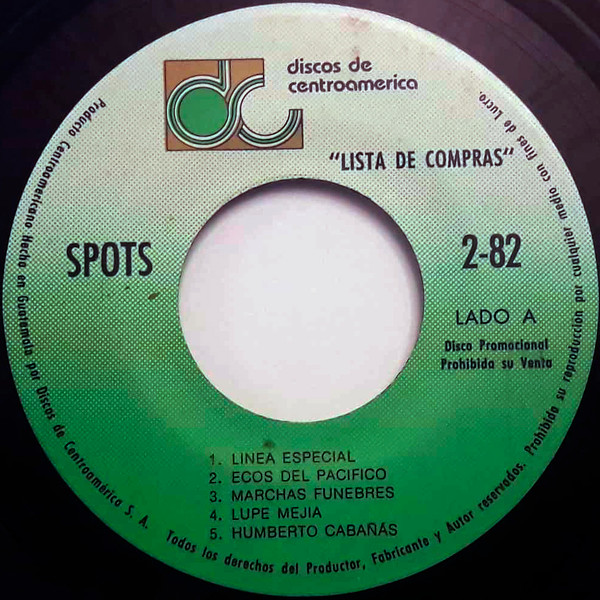 dc
discos de
centroamerica
"LISTA DE COMPRAS"
SPOTS
2-82
LADO A
Disco Promocional
Prohibida su Venta
1. LINEA ESPECIAL
2. ECOS DEL PACIFICO
3. MARCHAS FUNEBRES
4. LUPE MEJIA
5. HUMBERTO CABAÑÁS
Producto Centroamericano Hecho en Guatemala por Discos de Centroamérica S. A. Todos los derechos del Productor, Fabricante y Autor reservados. Prohibida su reproducción por cualquier medio con fines de Lucro.